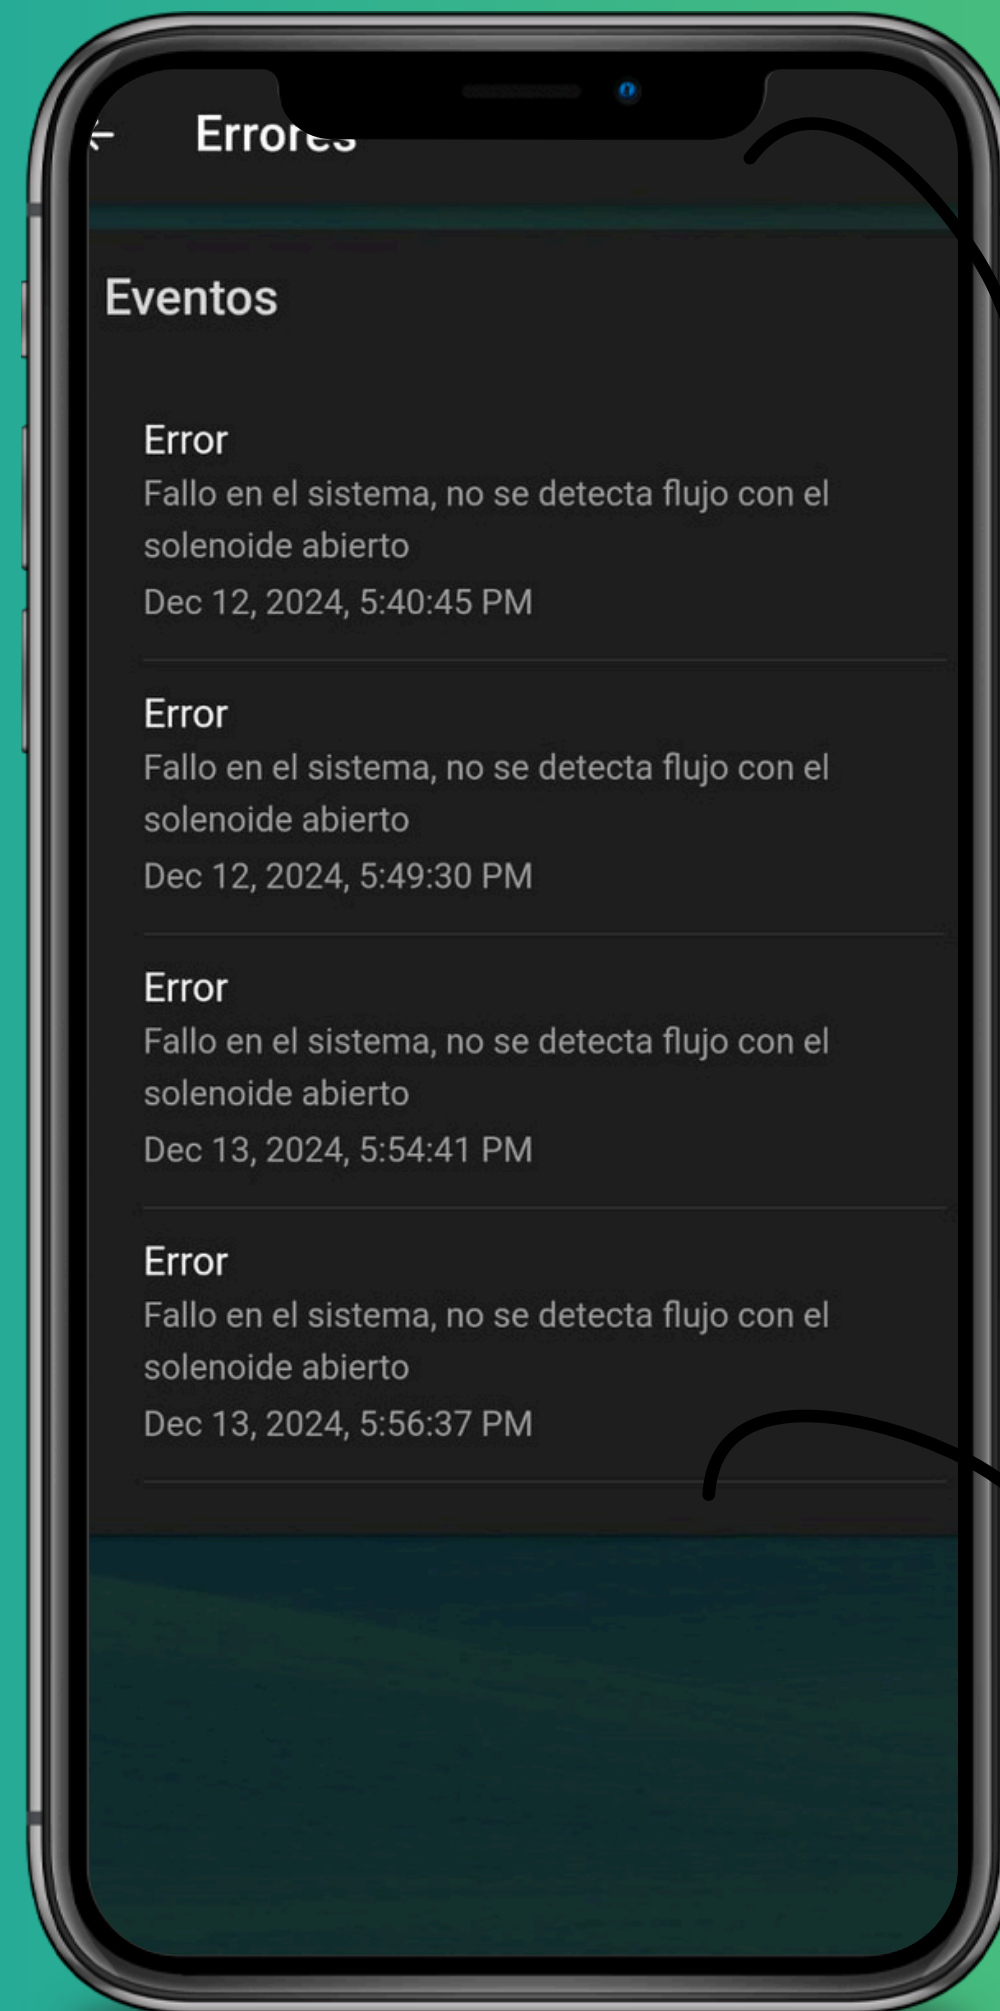 Errores
Eventos
Error
Fallo en el sistema, no se detecta flujo con el
solenoide abierto
Dec 12, 2024, 5:40:45 PM
Error
Fallo en el sistema, no se detecta flujo con el
solenoide abierto
Dec 12, 2024, 5:49:30 PM
Error
Fallo en el sistema, no se detecta flujo con el
solenoide abierto
Dec 13, 2024, 5:54:41 PM
Error
Fallo en el sistema, no se detecta flujo con el
solenoide abierto
Dec 13, 2024, 5:56:37 PM